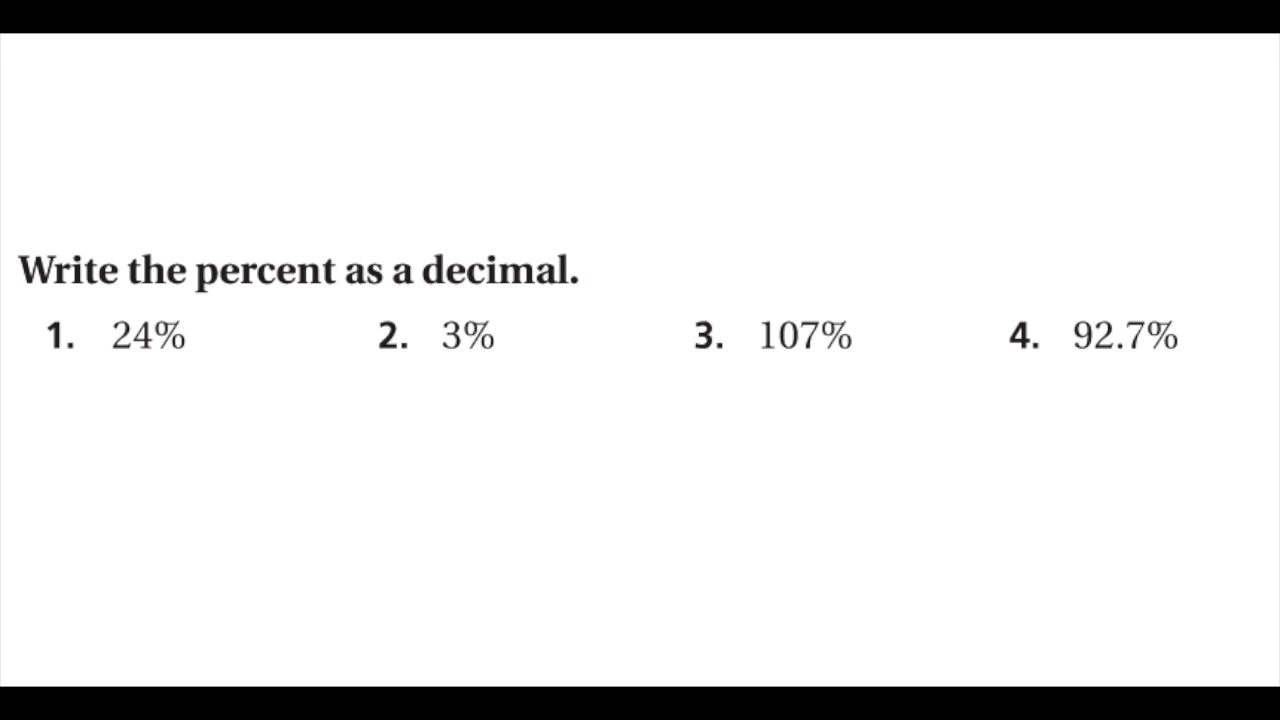 Write the percent as a decimal.
1. 24% 2. 3% 3. 107% 4. 92.7%